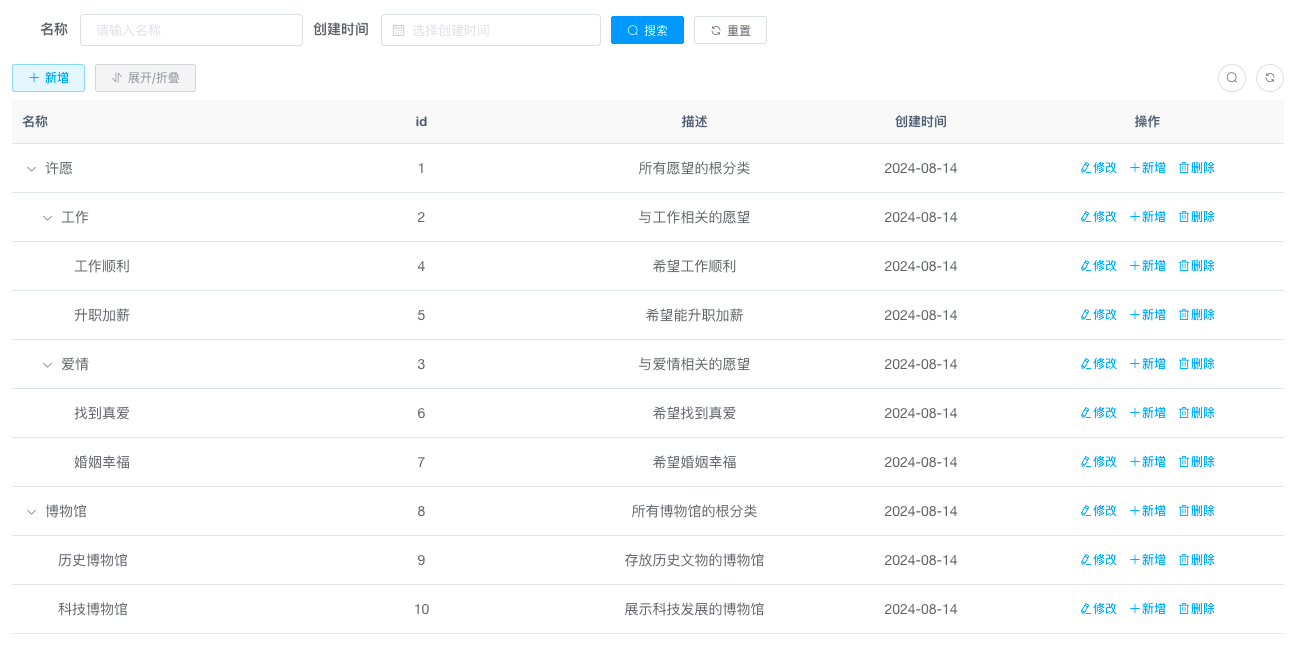 名称 请输入名称 创建时间 选择创建时间 搜索 重置
新增 展开/折叠
名称 id 描述 创建时间 操作
许愿 1 所有愿望的根分类 2024-08-14 修改 新增 删除
工作 2 与工作相关的愿望 2024-08-14 修改 新增 删除
工作顺利 4 希望工作顺利 2024-08-14 修改 新增 删除
升职加薪 5 希望能升职加薪 2024-08-14 修改 新增 删除
爱情 3 与爱情相关的愿望 2024-08-14 修改 新增 删除
找到真爱 6 希望找到真爱 2024-08-14 修改 新增 删除
婚姻幸福 7 希望婚姻幸福 2024-08-14 修改 新增 删除
博物馆 8 所有博物馆的根分类 2024-08-14 修改 新增 删除
历史博物馆 9 存放历史文物的博物馆 2024-08-14 修改 新增 删除
科技博物馆 10 展示科技发展的博物馆 2024-08-14 修改 新增 删除